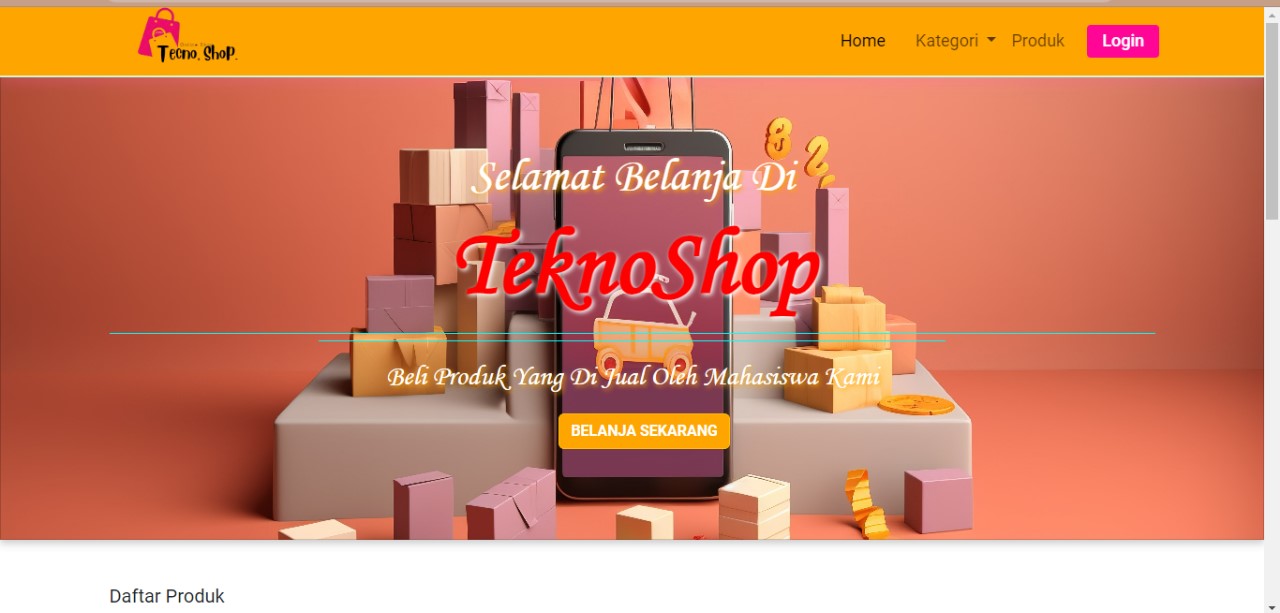 Tecno. Shop.
Home
Kategori
Produk
Login
82
Selamat Belanja Di
TeknoShop
Beli Produk Yang Di Jual Oleh Mahasiswa Kami
BELANJA SEKARANG
Daftar Produk